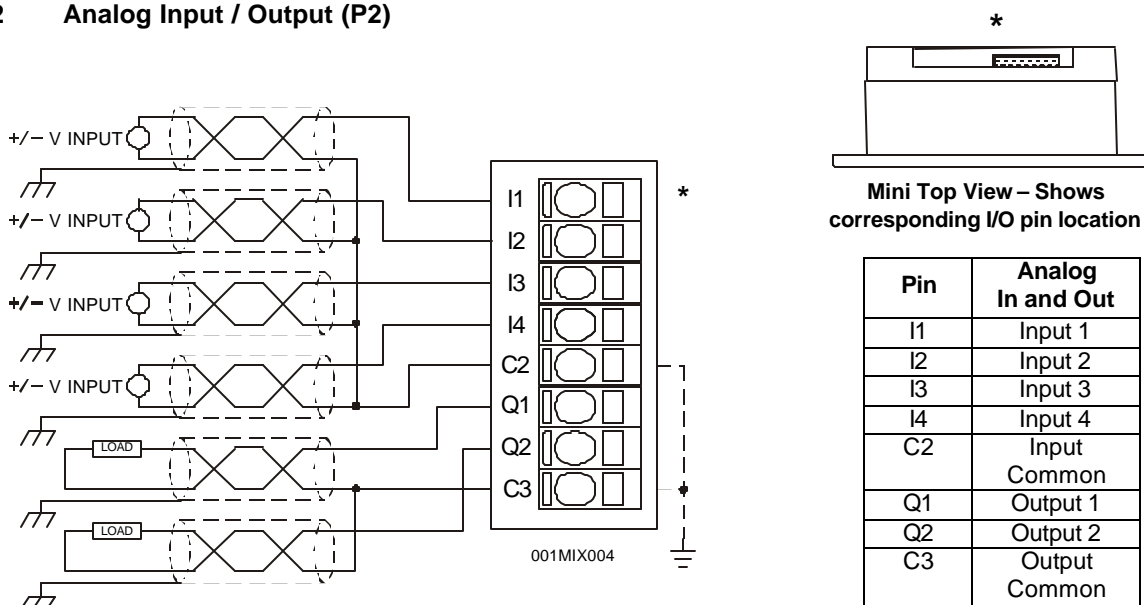 2 Analog Input / Output (P2)
*
+/− V INPUT
+/− V INPUT
+/− V INPUT
+/− V INPUT
LOAD
LOAD
I1
I2
I3
I4
C2
Q1
Q2
C3
*
001MIX004
Mini Top View – Shows
corresponding I/O pin location
Pin Analog
In and Out
I1 Input 1
I2 Input 2
I3 Input 3
I4 Input 4
C2 Input
Common
Q1 Output 1
Q2 Output 2
C3 Output
Common